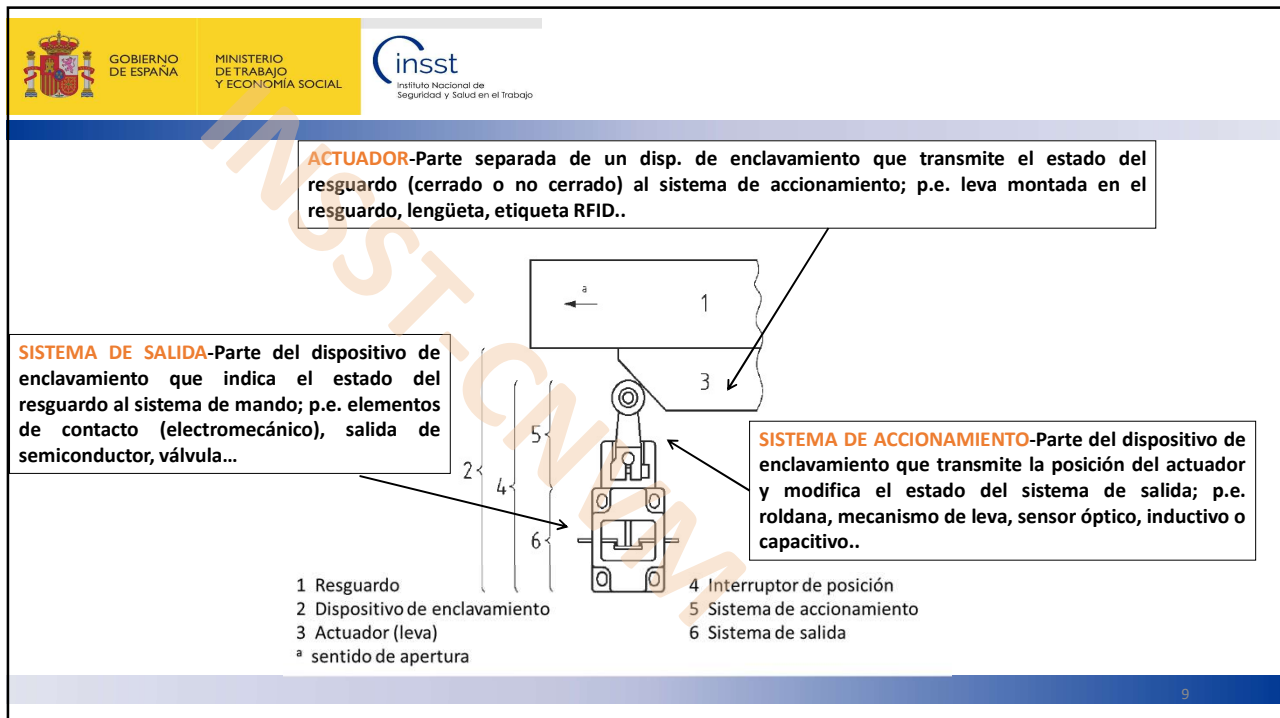 GOBIERNO
DE ESPAÑA
MINISTERIO
DE TRABAJO
Y ECONOMÍA SOCIAL
insst
Instituto Nacional de
Seguridad y Salud en el Trabajo
ACTUADOR-Parte separada de un disp. de enclavamiento que transmite el estado del
resguardo (cerrado o no cerrado) al sistema de accionamiento; p.e. leva montada en el
resguardo, lengüeta, etiqueta RFID..
a
1
3
SISTEMA DE SALIDA-Parte del dispositivo de
enclavamiento que indica el estado del
resguardo al sistema de mando; p.e. elementos
de contacto (electromecánico), salida de
semiconductor, válvula...
2
4
5
6
SISTEMA DE ACCIONAMIENTO-Parte del dispositivo de
enclavamiento que transmite la posición del actuador
y modifica el estado del sistema de salida; p.e.
roldana, mecanismo de leva, sensor óptico, inductivo o
capacitivo..
1 Resguardo
2 Dispositivo de enclavamiento
3 Actuador (leva)
ª sentido de apertura
4 Interruptor de posición
5 Sistema de accionamiento
6 Sistema de salida
INSST-CNVM
9